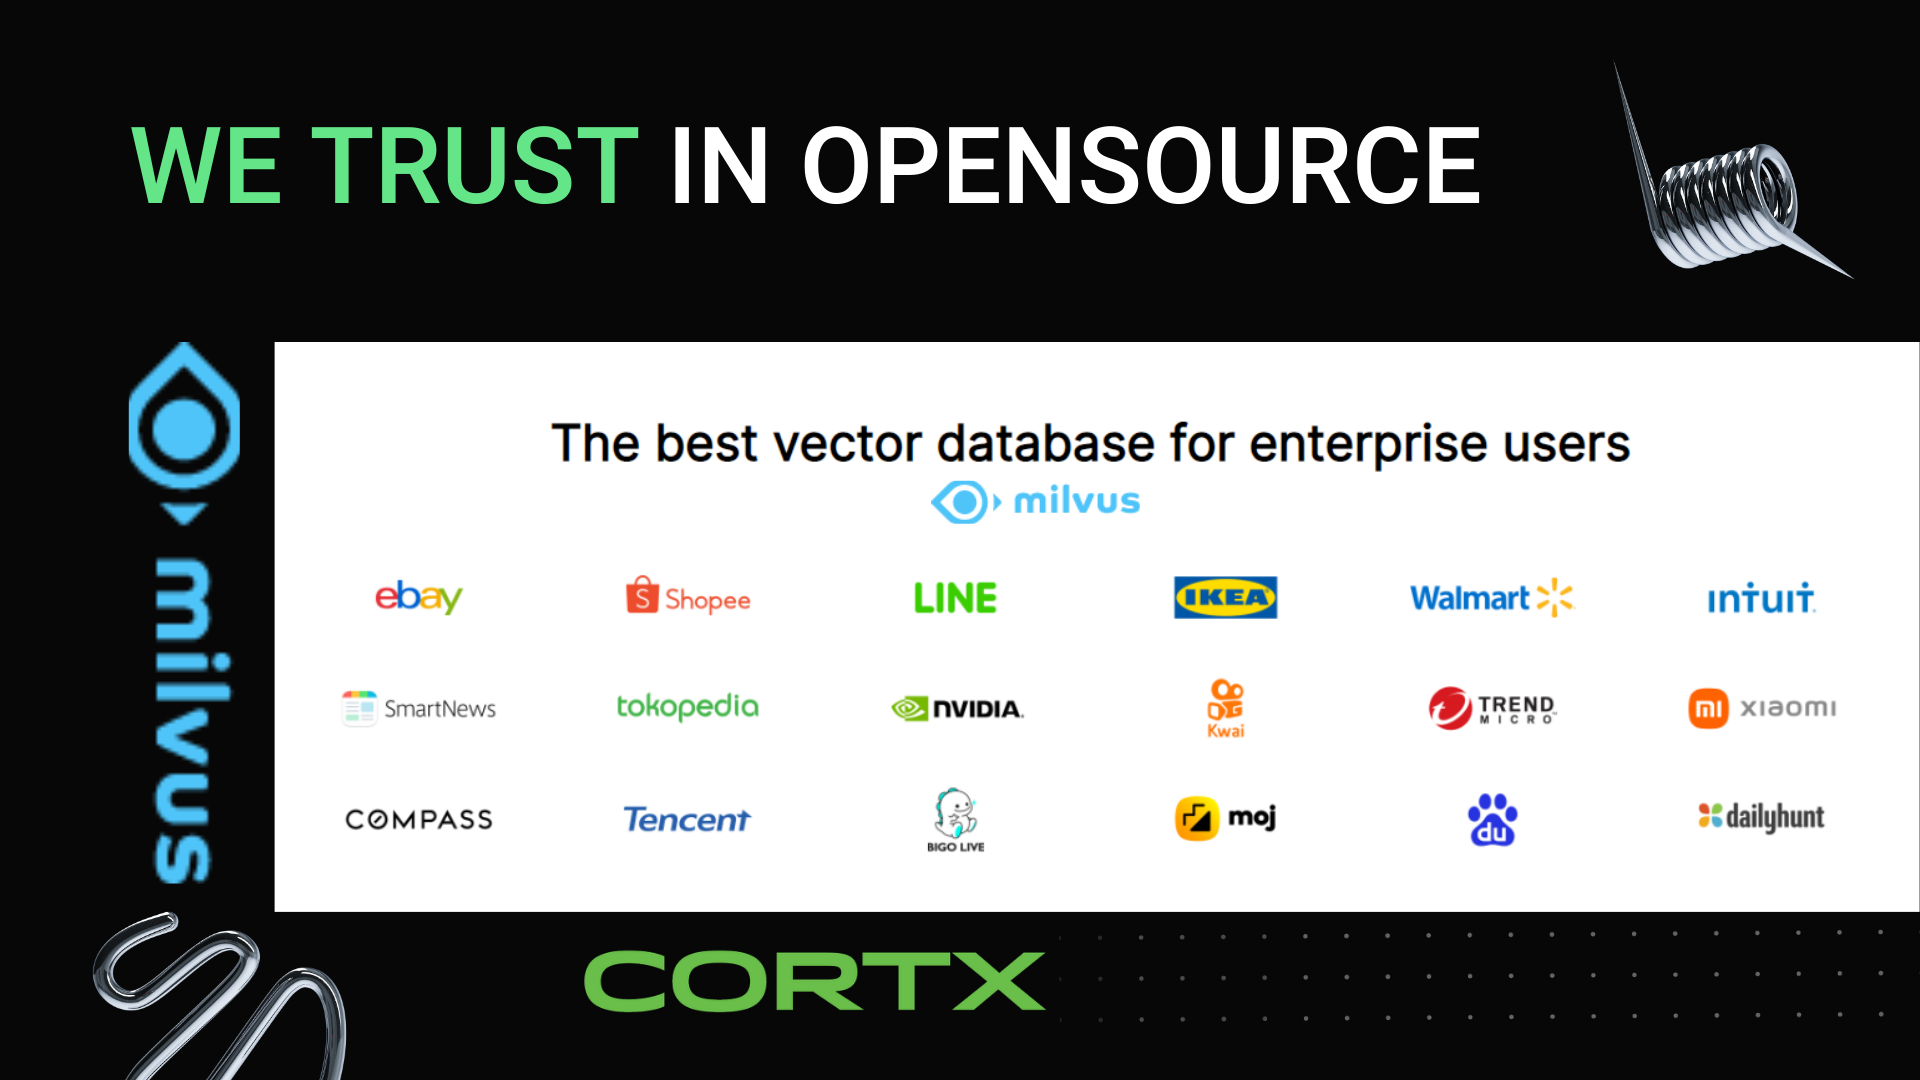 WE TRUST IN OPENSOURCE
milvus
The best vector database for enterprise users
milvus
ebay
S Shopee
LINE
IKEA
Walmart
intuit
SmartNews
tokopedia
NVIDIA
Kwai
TREND MICRO
mi xiaomi
COMPASS
Tencent
BIGO LIVE
moj
du
dailyhunt
CORTX